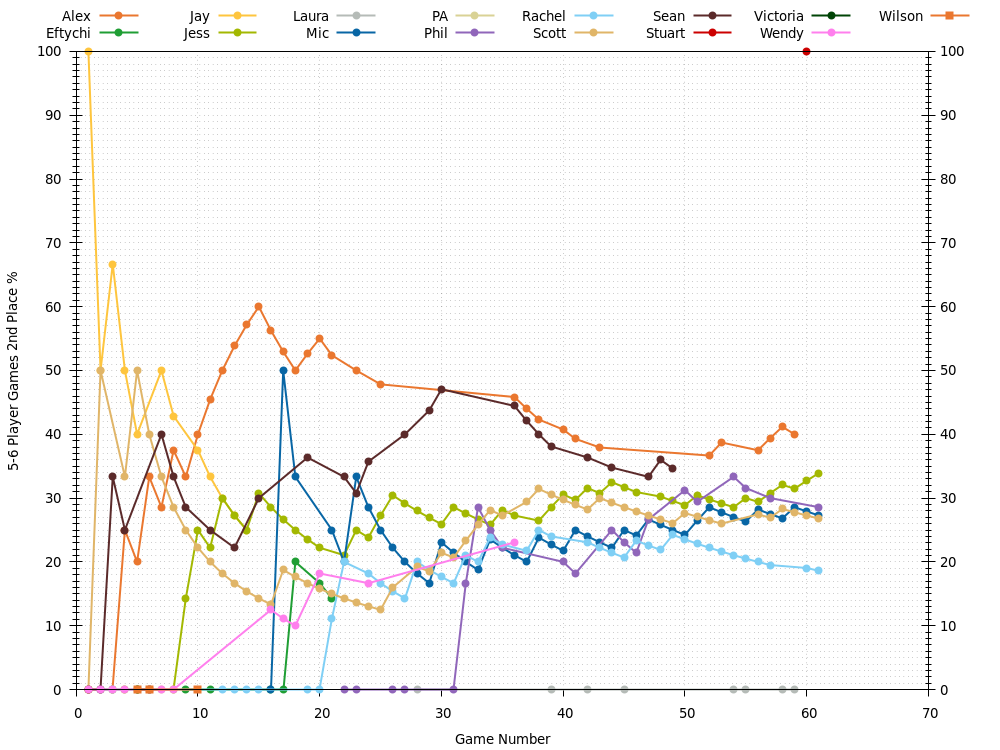 Alex Jay Laura PA Rachel Sean Victoria Wilson
Eftychi Jess Mic Phil Scott Stuart Wendy
100 100
90 90
80 80
70 70
60 60
50 50
40 40
30 30
20 20
10 10
0 0
5-6 Player Games 2nd Place %
0 10 20 30 40 50 60 70
Game Number